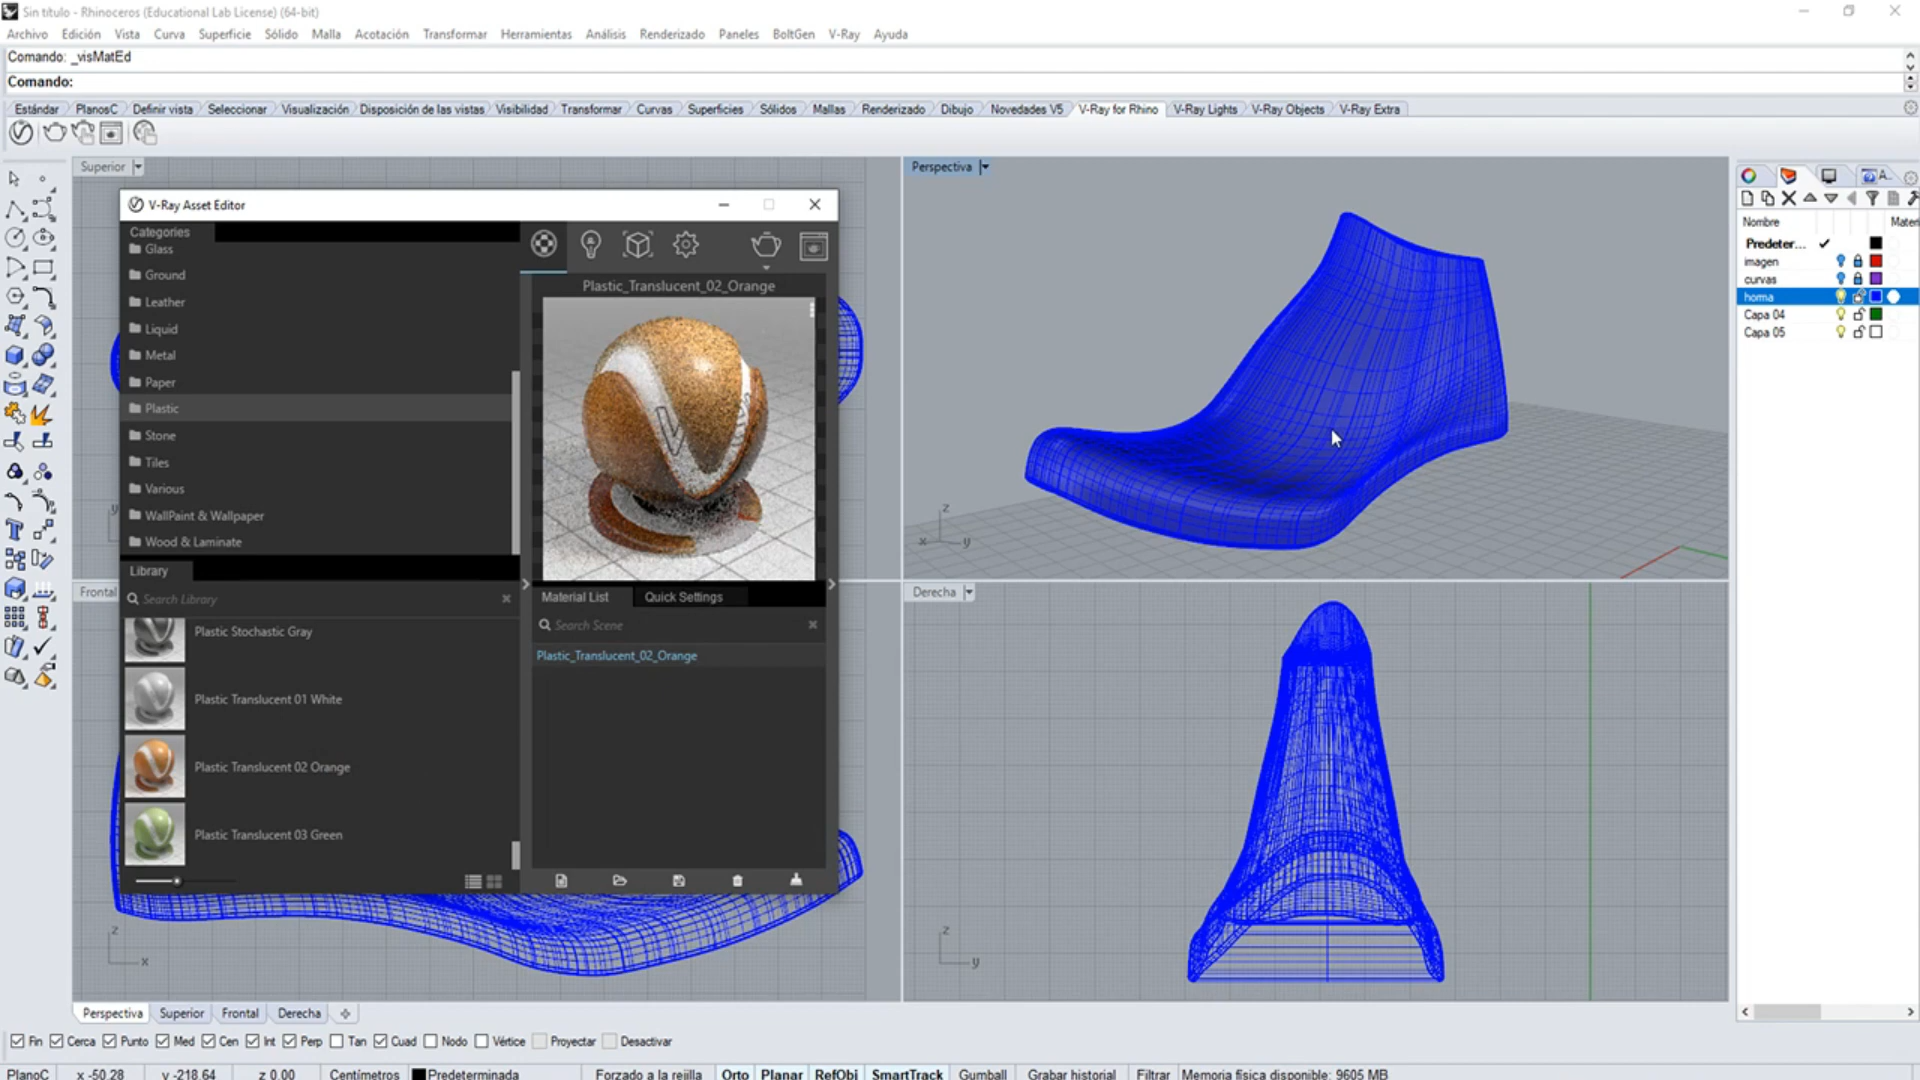 Sin título - Rhinoceros (Educational Lab License) (64-bit)
Archivo Edición Vista Curva Superficie Sólido Malla Acotación Transformar Herramientas Análisis Renderizado Paneles BoltGen V-Ray Ayuda
Comando: _visMatEd
Comando:
Estándar PlanosC Definir vista Seleccionar Visualización Disposición de las vistas Visibilidad Transformar Curvas Superficies Sólidos Mallas Renderizado Dibujo Novedades V5 V-Ray for Rhino V-Ray Lights V-Ray Objects V-Ray Extra
Superior
Perspectiva
A..
V-Ray Asset Editor
Nombre Materi
Categories
Predeter...
Glass
imagen
Ground
curvas
Plastic_Translucent_02_Orange
horma
Leather
Capa 04
Liquid
Capa 05
Metal
Paper
Plastic
Stone
Tiles
Various
WallPaint & Wallpaper
z
x y
Wood & Laminate
Library
Frontal
Derecha
Search Library
Material List Quick Settings
Search Scene
Plastic Stochastic Gray
Plastic_Translucent_02_Orange
Plastic Translucent 01 White
Plastic Translucent 02 Orange
Plastic Translucent 03 Green
z
x
z
y
Perspectiva Superior Frontal Derecha
Fin Cerca Punto Med Cen Int Perp Tan Cuad Nodo Vértice Proyectar Desactivar
PlanoC x -50.28 y -218.64 z 0.00 Centímetros Predeterminada Forzado a la rejilla Orto Planar RefObj SmartTrack Gumball Grabar historial Filtrar Memoria física disponible: 9605 MB